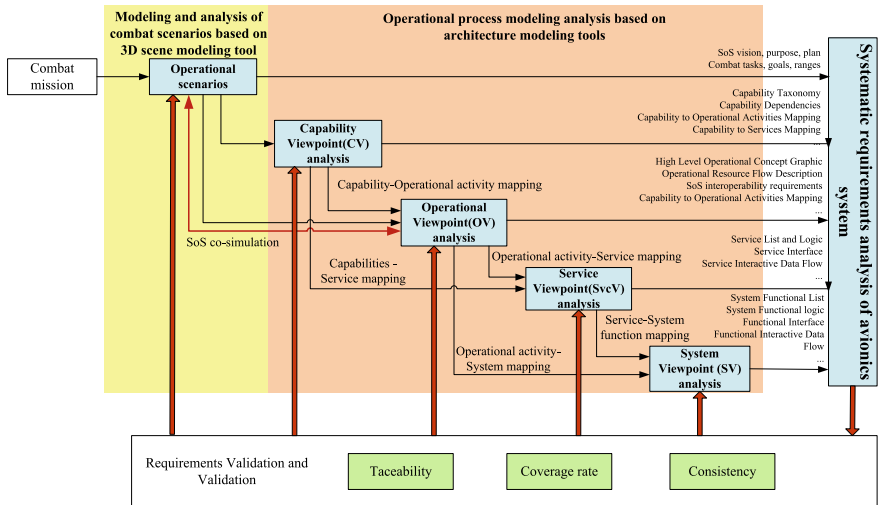 Modeling and analysis of
combat scenarios based on
3D scene modeling tool
Operational process modeling analysis based on
architecture modeling tools
Combat
mission
Operational
scenarios
SoS vision, purpose, plan
Combat tasks, goals, ranges
Capability Taxonomy
Capability Dependencies
Capability to Operational Activities Mapping
Capability to Services Mapping
...
Capability
Viewpoint(CV)
analysis
High Level Operational Concept Graphic
Operational Resource Flow Description
SoS interoperability requirements
Capability to Operational Activities Mapping
...
Capability-Operational activity mapping
Operational
Viewpoint(OV)
analysis
SoS co-simulation
Capabilities -
Service mapping
Operational activity-Service mapping
Service List and Logic
Service Interface
Service Interactive Data Flow
...
Service
Viewpoint(SvcV)
analysis
System Functional List
System Functional logic
Functional Interface
Functional Interactive Data
Flow
...
Service-System
function mapping
Operational activity-
System mapping
System
Viewpoint (SV)
analysis
Systematic requirements analysis of avionics
system
Requirements Validation and
Validation
Taceability
Coverage rate
Consistency